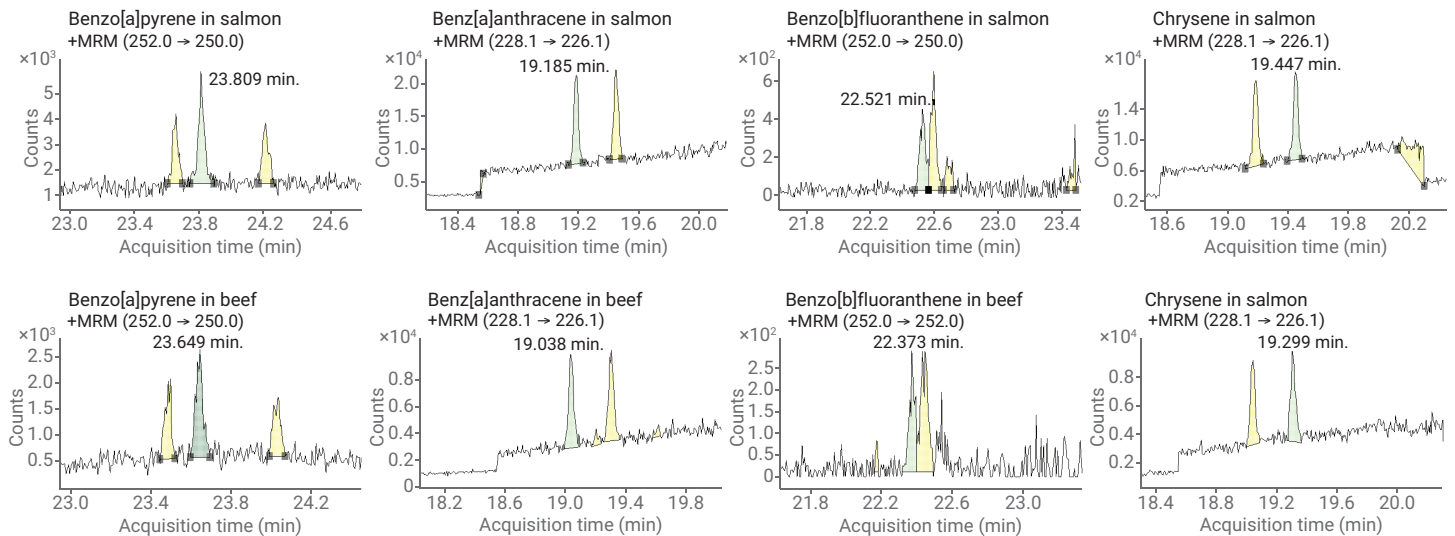 Benzo[a]pyrene in salmon
+MRM (252.0 → 250.0)
×10³
23.809 min.
5
4
3
2
1
Counts
23.0 23.4 23.8 24.2 24.6
Acquisition time (min)
Benz[a]anthracene in salmon
+MRM (228.1 → 226.1)
×10⁴
19.185 min.
2.0
1.5
1.0
0.5
Counts
18.4 18.8 19.2 19.6 20.0
Acquisition time (min)
Benzo[b]fluoranthene in salmon
+MRM (252.0 → 250.0)
×10²
22.521 min.
6
4
2
0
Counts
21.8 22.2 22.6 23.0 23.4
Acquisition time (min)
Chrysene in salmon
+MRM (228.1 → 226.1)
×10⁴
19.447 min.
1.4
1.0
0.6
0.2
Counts
18.6 19.0 19.4 19.8 20.2
Acquisition time (min)
Benzo[a]pyrene in beef
+MRM (252.0 → 250.0)
×10³
23.649 min.
2.5
2.0
1.5
1.0
0.5
Counts
23.0 23.4 23.8 24.2
Acquisition time (min)
Benz[a]anthracene in beef
+MRM (228.1 → 226.1)
×10⁴
19.038 min.
0.8
0.6
0.4
0.2
0
Counts
18.2 18.6 19.0 19.4 19.8
Acquisition time (min)
Benzo[b]fluoranthene in beef
+MRM (252.0 → 252.0)
×10²
22.373 min.
2.5
2.0
1.5
1.0
0.5
0
Counts
21.8 22.2 22.6 23.0
Acquisition time (min)
Chrysene in salmon
+MRM (228.1 → 226.1)
×10⁴
19.299 min.
0.8
0.6
0.4
0.2
Counts
18.4 18.8 19.2 19.6 20.0
Acquisition time (min)